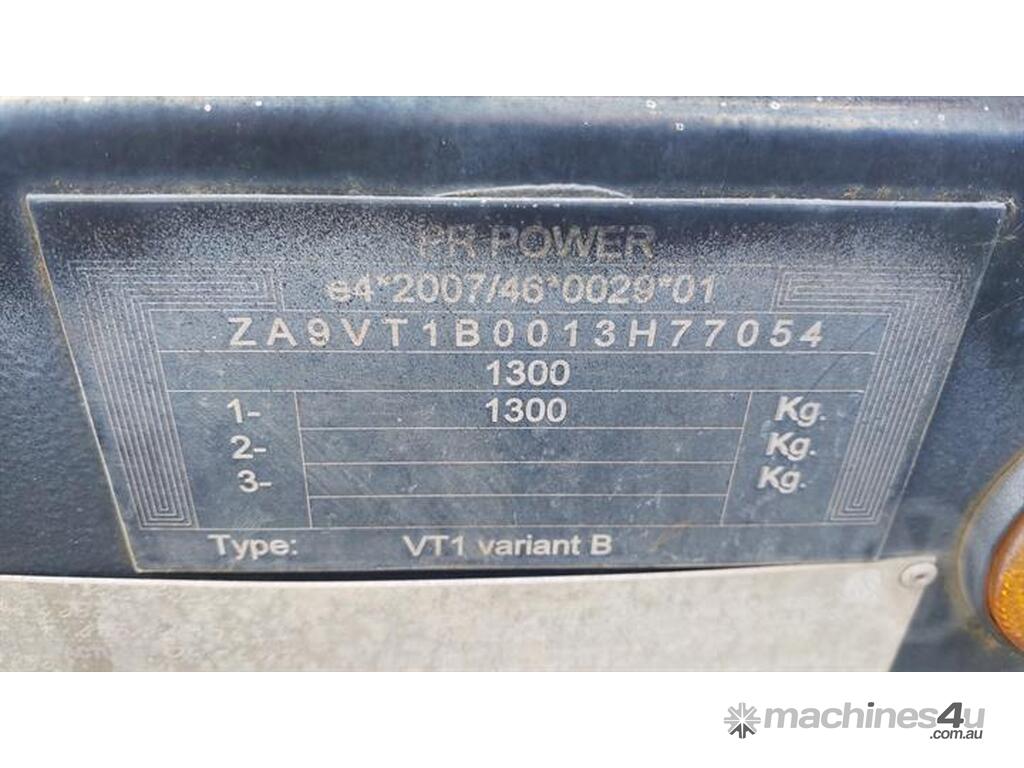 PR POWER
e4*2007/46*0029*01
ZA9VT1B0013H77054
1300
1- 1300 Kg.
2- Kg.
3- Kg.
Type: VT1 variant B
machines4u
.com.au